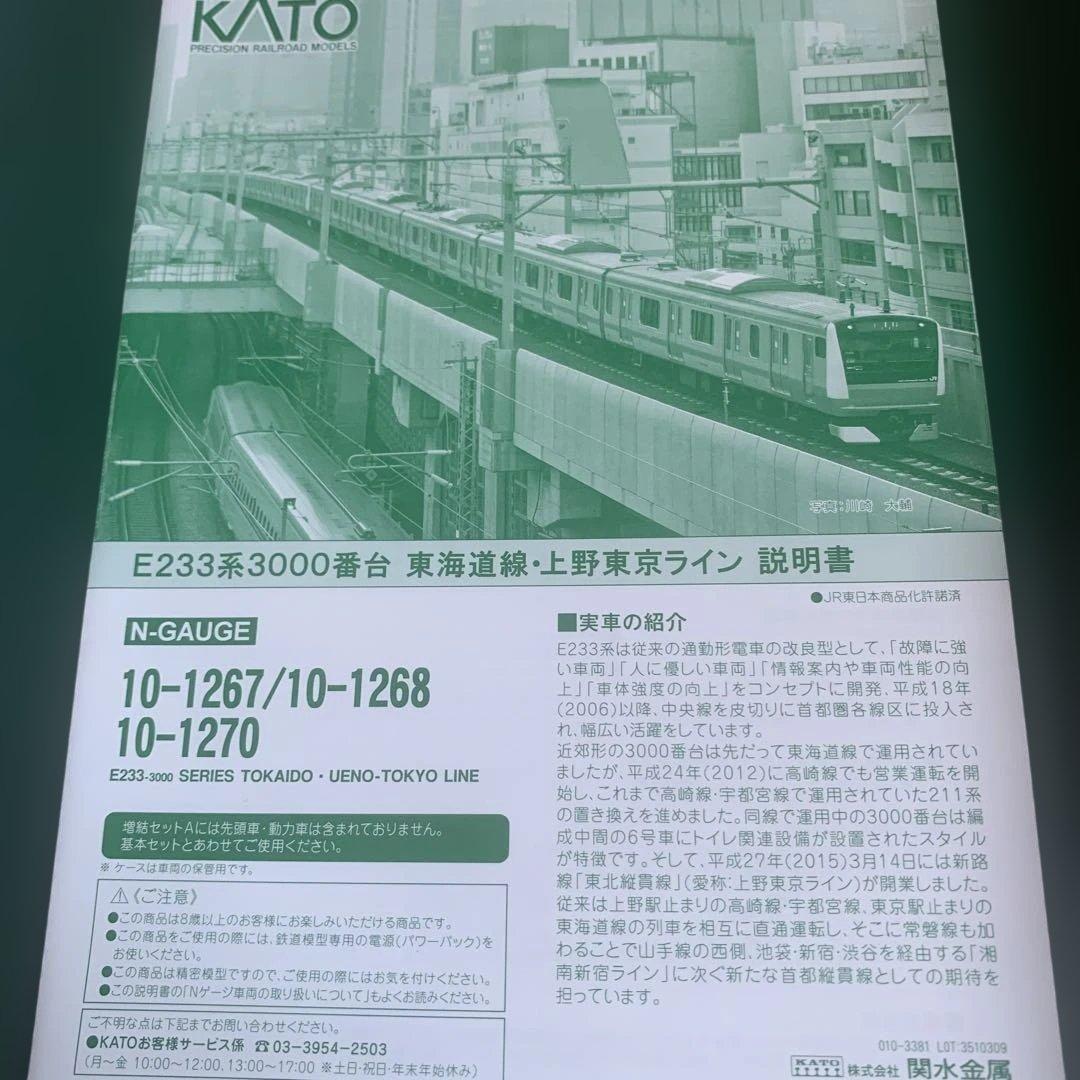 KATO
PRECISION RAILROAD MODELS
写真:川崎 大輔
E233系3000番台 東海道線・上野東京ライン 説明書
●JR東日本商品化許諾済
N-GAUGE
10-1267/10-1268
10-1270
E233-3000 SERIES TOKAIDO・UENO-TOKYO LINE
増結セットAには先頭車・動力車は含まれておりません。
基本セットとあわせてご使用ください。
※ ケースは車両の保管用です。
⚠《ご注意》
●この商品は8歳以上のお客様にお楽しみいただける商品です。
●この商品をご使用の際には、鉄道模型専用の電源(パワーパック)を
お使いください。
●この商品は精密模型ですので、ご使用の際にはお気を付けください。
●この説明書の「Nゲージ車両の取り扱いについて」もよくお読みください。
ご不明な点は下記までお問い合わせください。
●KATOお客様サービス係 ☎03-3954-2503
(月〜金 10:00〜12:00、13:00〜17:00 ※土日・祝日・年末年始休み)
■実車の紹介
E233系は従来の通勤形電車の改良型として、「故障に強
い車両」「人に優しい車両」「情報案内や車両性能の向
上」「車体強度の向上」をコンセプトに開発、平成18年
(2006)以降、中央線を皮切りに首都圏各線区に投入さ
れ、幅広い活躍をしています。
近郊形の3000番台は先だって東海道線で運用されてい
ましたが、平成24年(2012)に高崎線でも営業運転を開
始し、これまで高崎線・宇都宮線で運用されていた211系
の置き換えを進めました。同線で運用中の3000番台は編
成中間の6号車にトイレ関連設備が設置されたスタイル
が特徴です。そして、平成27年(2015)3月14日には新路
線「東北縦貫線」(愛称:上野東京ライン)が開業しました。
従来は上野駅止まりの高崎線・宇都宮線、東京駅止まりの
東海道線の列車を相互に直通運転し、そこに常磐線も加
わることで山手線の西側、池袋・新宿・渋谷を経由する「湘
南新宿ライン」に次ぐ新たな首都縦貫線としての期待を
担っています。
010-3381 LOT:3510309
KATO 株式会社 関水金属